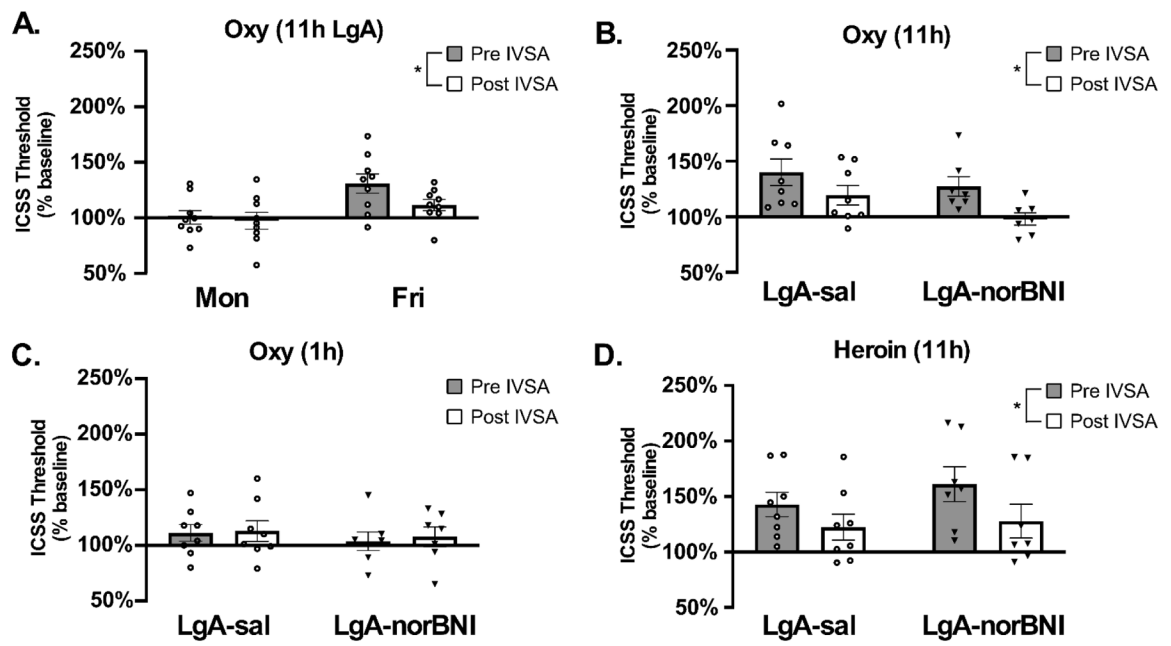 A.
Oxy (11h LgA)
250%
200%
150%
100%
50%
ICSS Threshold
(% baseline)
* Pre IVSA
Post IVSA
Mon Fri
B.
Oxy (11h)
250%
200%
150%
100%
50%
ICSS Threshold
(% baseline)
* Pre IVSA
Post IVSA
LgA-sal LgA-norBNI
C.
Oxy (1h)
250%
200%
150%
100%
50%
ICSS Threshold
(% baseline)
Pre IVSA
Post IVSA
LgA-sal LgA-norBNI
D.
Heroin (11h)
250%
200%
150%
100%
50%
ICSS Threshold
(% baseline)
* Pre IVSA
Post IVSA
LgA-sal LgA-norBNI